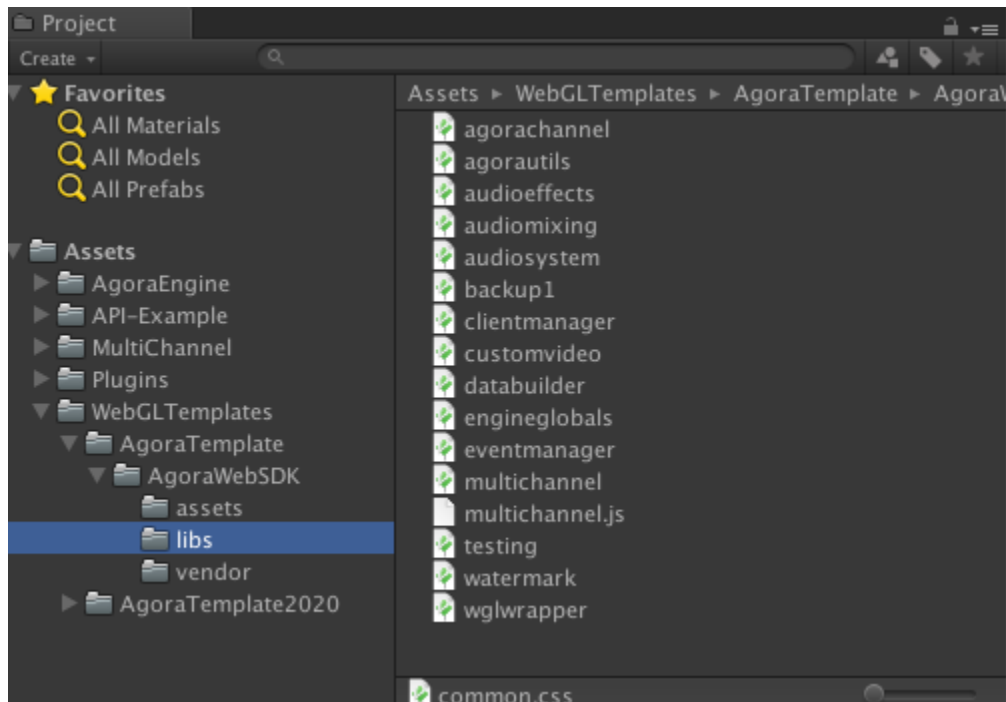 Project
Create
Favorites
All Materials
All Models
All Prefabs
Assets
AgoraEngine
API-Example
MultiChannel
Plugins
WebGLTemplates
AgoraTemplate
AgoraWebSDK
assets
libs
vendor
AgoraTemplate2020
Assets ▸ WebGLTemplates ▸ AgoraTemplate ▸ AgoraW
agorachannel
agorautils
audioeffects
audiomixing
audiosystem
backup1
clientmanager
customvideo
databuilder
engineglobals
eventmanager
multichannel
multichannel.js
testing
watermark
wglwrapper
common.css